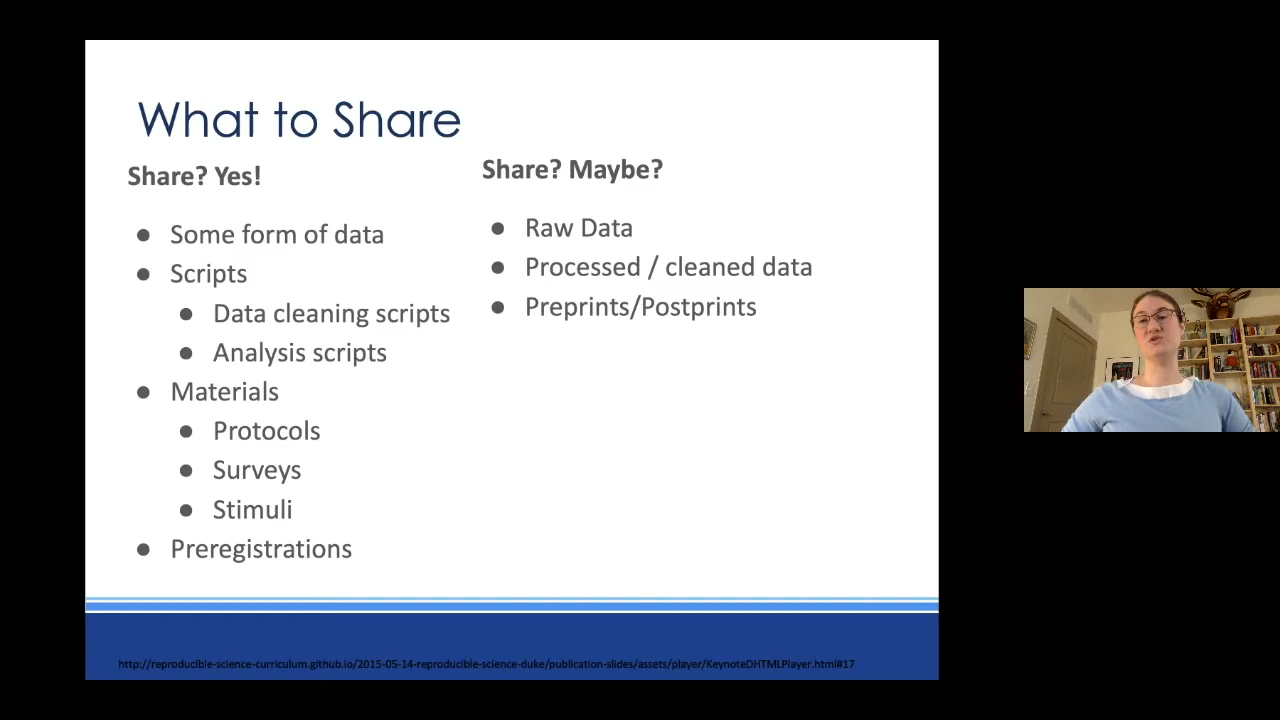 What to Share
Share? Yes!
● Some form of data
● Scripts
● Data cleaning scripts
● Analysis scripts
● Materials
● Protocols
● Surveys
● Stimuli
● Preregistrations
Share? Maybe?
● Raw Data
● Processed / cleaned data
● Preprints/Postprints
http://reproducible-science-curriculum.github.io/2015-05-14-reproducible-science-duke/publication-slides/assets/player/KeynoteDHTMLPlayer.html#17